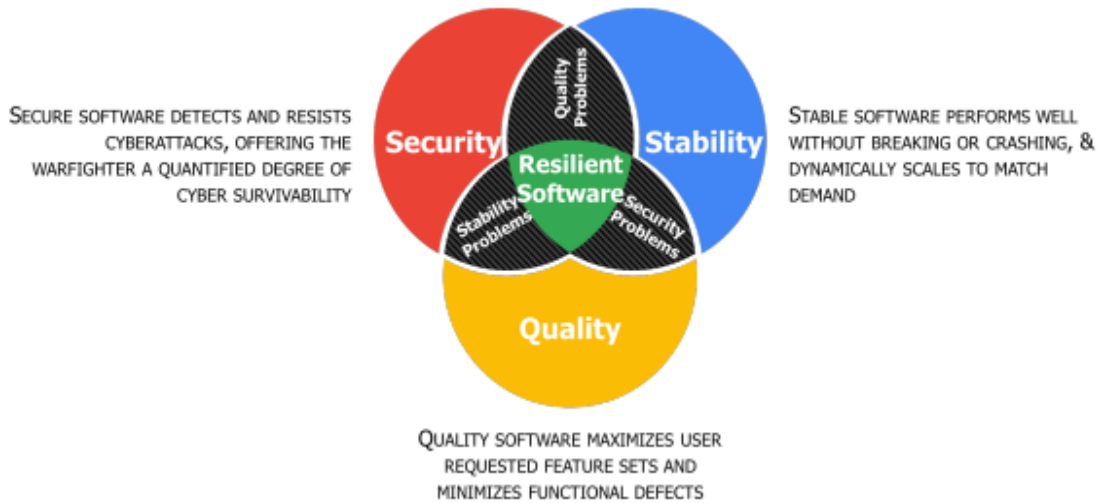 Quality
Problems
SECURE SOFTWARE DETECTS AND RESISTS
CYBERATTACKS, OFFERING THE
WARFIGHTER A QUANTIFIED DEGREE OF
CYBER SURVIVABILITY
Security
Stability
STABLE SOFTWARE PERFORMS WELL
WITHOUT BREAKING OR CRASHING, &
DYNAMICALLY SCALES TO MATCH
DEMAND
Resilient
Software
Stability
Problems
Security
Problems
Quality
QUALITY SOFTWARE MAXIMIZES USER
REQUESTED FEATURE SETS AND
MINIMIZES FUNCTIONAL DEFECTS